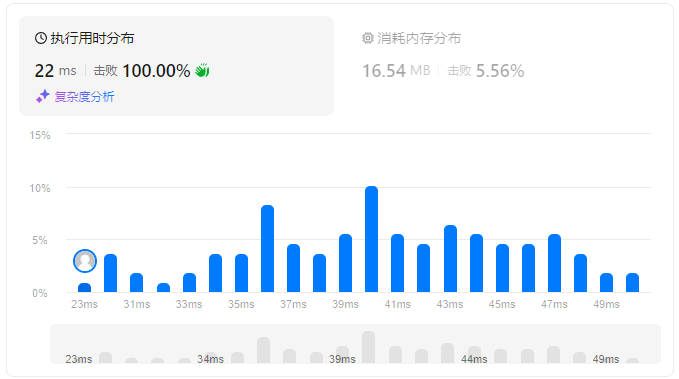 执行用时分布
22 ms 击败 100.00%
复杂度分析
消耗内存分布
16.54 MB 击败 5.56%
15%
10%
5%
0%
23ms 31ms 33ms 35ms 37ms 39ms 41ms 43ms 45ms 47ms 49ms
23ms 34ms 39ms 44ms 49ms